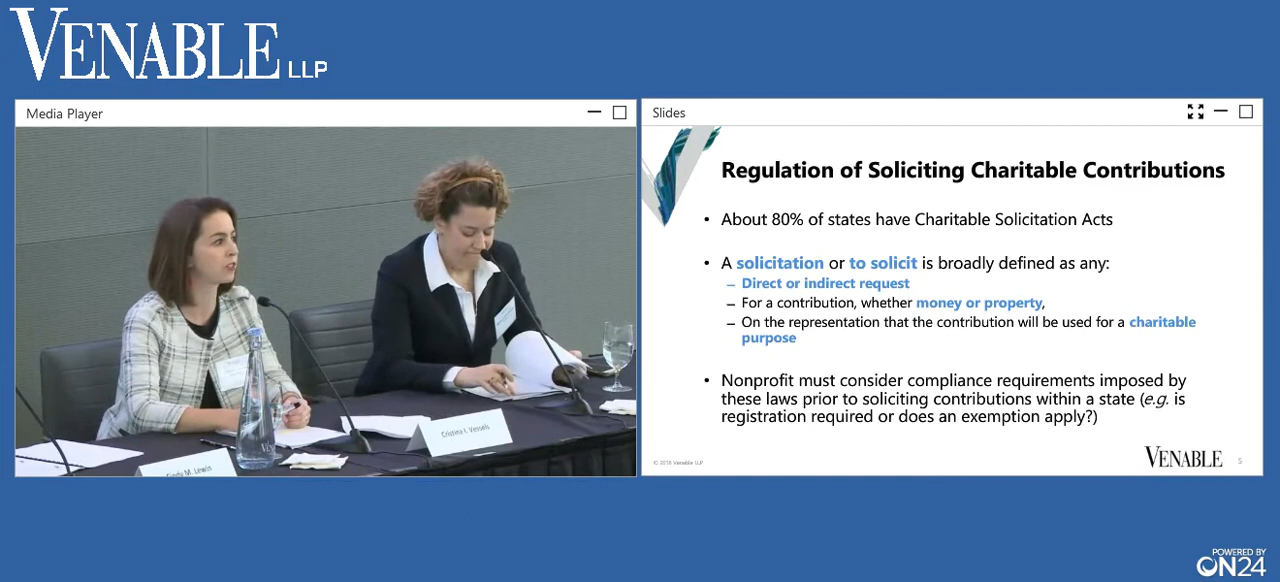 VENABLE LLP
Media Player
Slides
Regulation of Soliciting Charitable Contributions
• About 80% of states have Charitable Solicitation Acts
• A solicitation or to solicit is broadly defined as any:
– Direct or indirect request
– For a contribution, whether money or property,
– On the representation that the contribution will be used for a charitable
purpose
• Nonprofit must consider compliance requirements imposed by
these laws prior to soliciting contributions within a state (e.g. is
registration required or does an exemption apply?)
© 2018 Venable LLP
VENABLE
5
Cristina I. Vessels
Cindy M. Lewin
POWERED BY
ON24